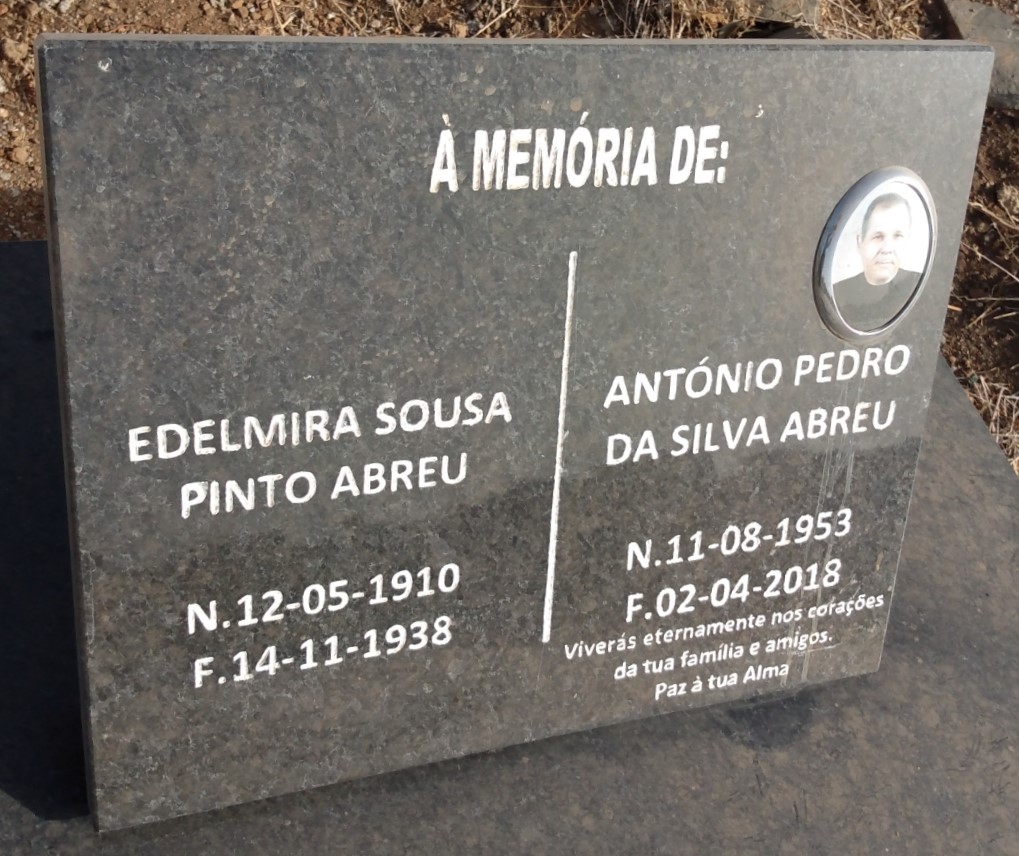 À MEMÓRIA DE:
EDELMIRA SOUSA
PINTO ABREU
N.12-05-1910
F.14-11-1938
ANTÓNIO PEDRO
DA SILVA ABREU
N.11-08-1953
F.02-04-2018
Viverás eternamente nos corações
da tua família e amigos.
Paz à tua Alma